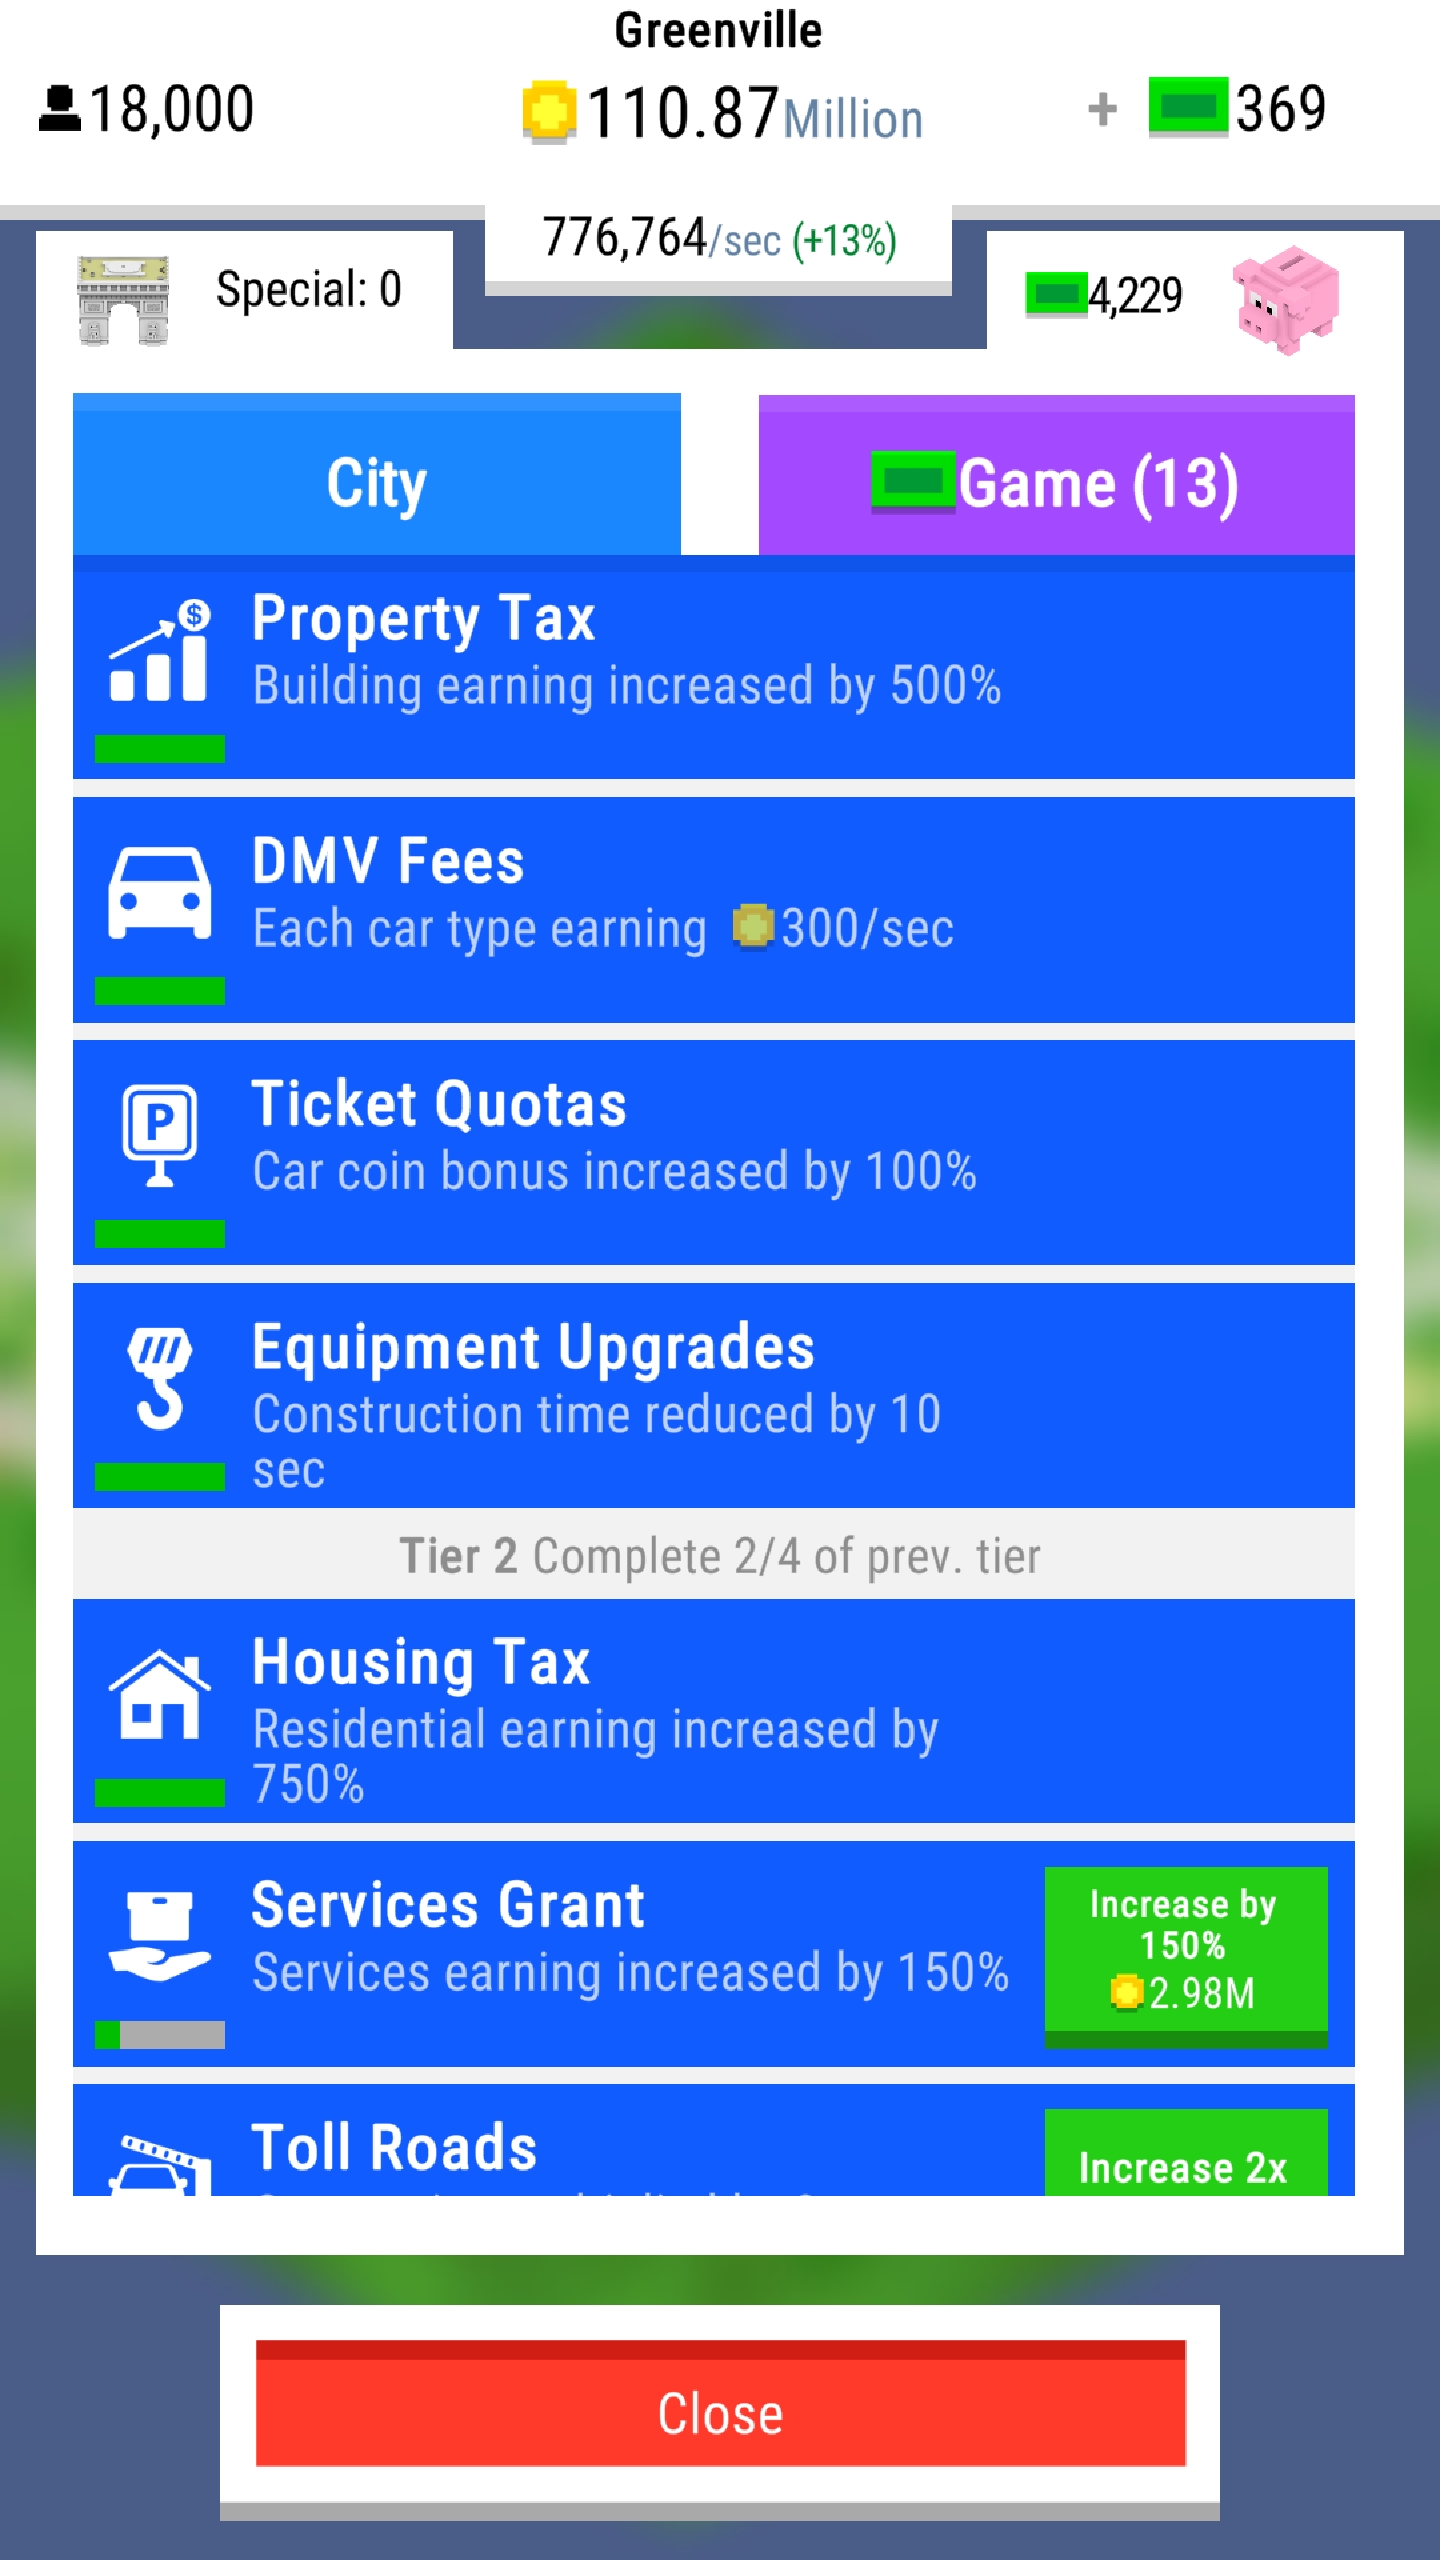 Greenville
18,000
110.87Million
+ 369
776,764/sec (+13%)
Special: 0
4,229
City
Game (13)
$
Property Tax
Building earning increased by 500%
DMV Fees
Each car type earning 300/sec
P
Ticket Quotas
Car coin bonus increased by 100%
Equipment Upgrades
Construction time reduced by 10
sec
Tier 2 Complete 2/4 of prev. tier
Housing Tax
Residential earning increased by
750%
Services Grant
Services earning increased by 150%
Increase by
150%
2.98M
Toll Roads
Increase 2x
Close